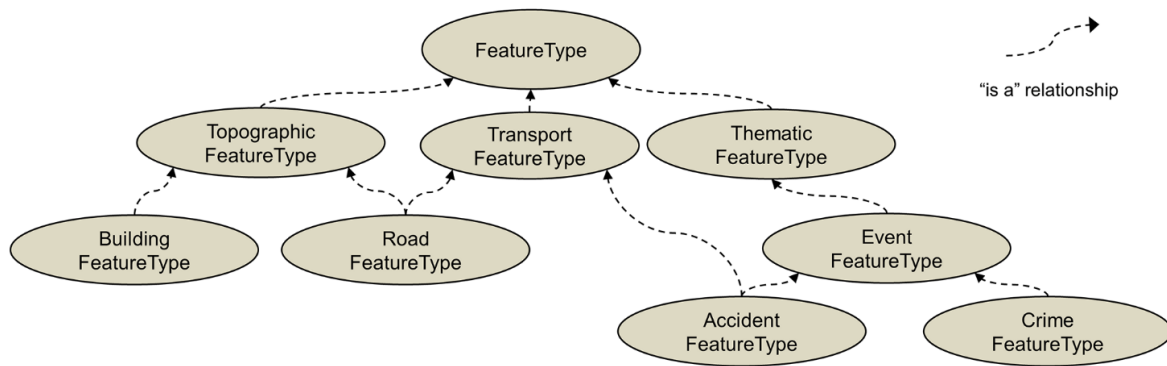 FeatureType
"is a" relationship
Topographic
FeatureType
Transport
FeatureType
Thematic
FeatureType
Building
FeatureType
Road
FeatureType
Event
FeatureType
Accident
FeatureType
Crime
FeatureType